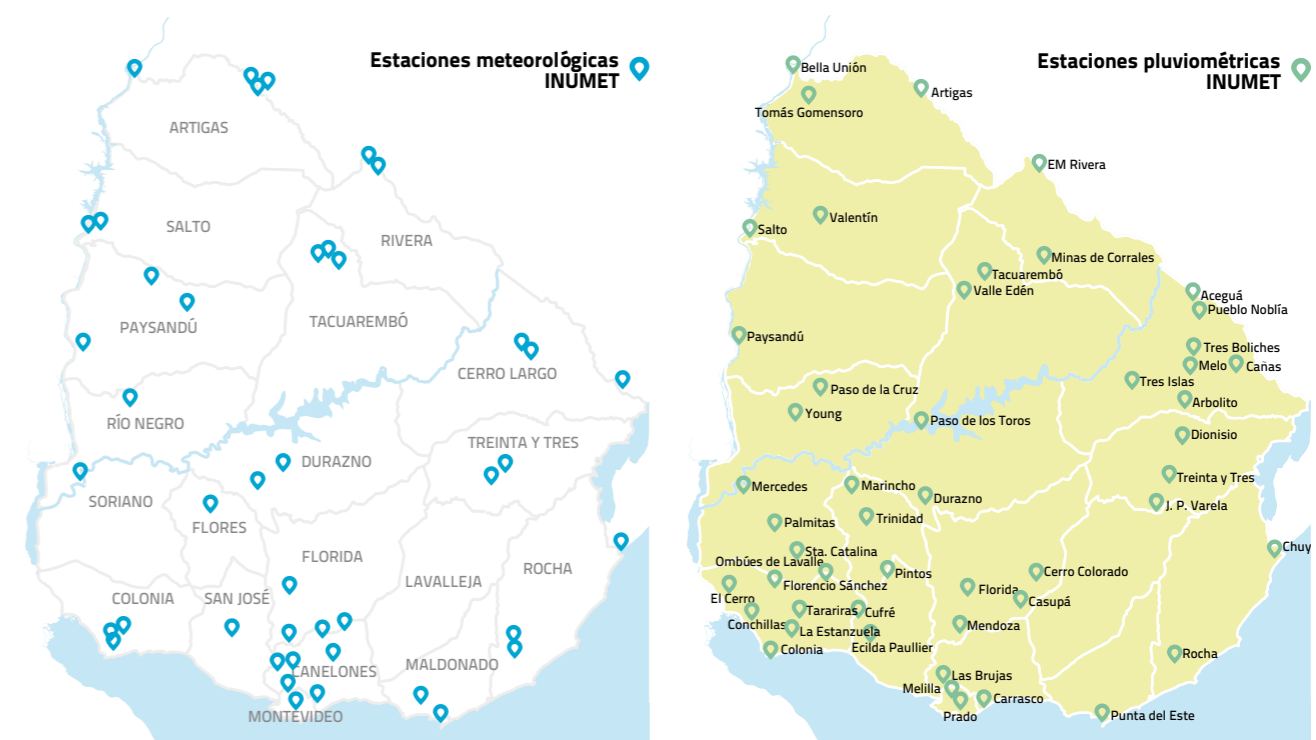 Estaciones meteorológicas
INUMET
ARTIGAS
SALTO
RIVERA
PAYSANDÚ
TACUAREMBÓ
CERRO LARGO
RÍO NEGRO
TREINTA Y TRES
DURAZNO
SORIANO
FLORES
FLORIDA
ROCHA
LAVALLEJA
COLONIA
SAN JOSÉ
MALDONADO
CANELONES
MONTEVIDEO
Estaciones pluviométricas
INUMET
Bella Unión
Artigas
Tomás Gomensoro
EM Rivera
Valentín
Salto
Minas de Corrales
Tacuarembó
Valle Edén
Aceguá
Pueblo Noblía
Paysandú
Tres Boliches
Melo
Cañas
Tres Islas
Paso de la Cruz
Arbolito
Young
Paso de los Toros
Dionisio
Treinta y Tres
Mercedes
Marincho
Durazno
J. P. Varela
Palmitas
Trinidad
Chuy
Sta. Catalina
Ombúes de Lavalle
Pintos
Cerro Colorado
Florencio Sánchez
Florida
El Cerro
Casupá
Tarariras
Cufré
Conchillas
La Estanzuela
Mendoza
Colonia
Ecilda Paullier
Rocha
Las Brujas
Melilla
Carrasco
Prado
Punta del Este